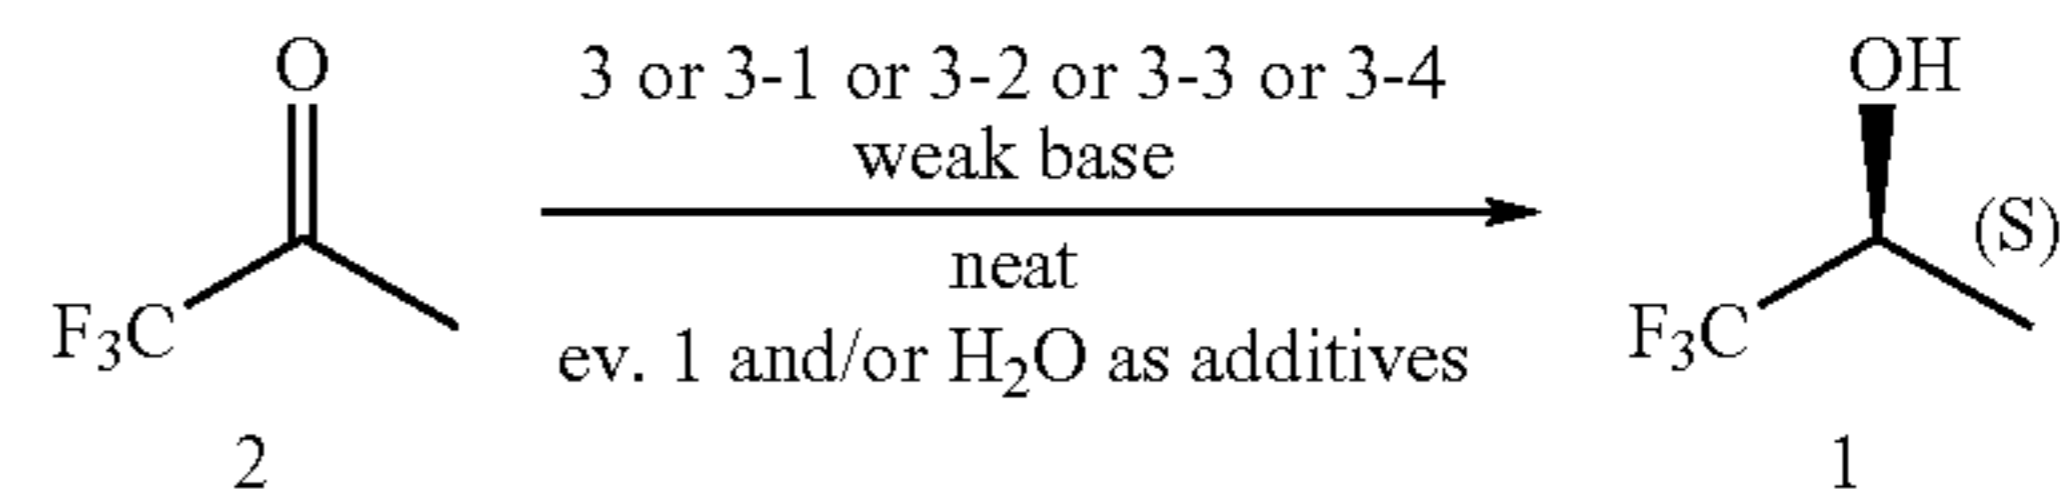 O
3 or 3-1 or 3-2 or 3-3 or 3-4
OH
weak base
(S)
neat
F₃C
ev. 1 and/or H₂O as additives
F₃C
2
1